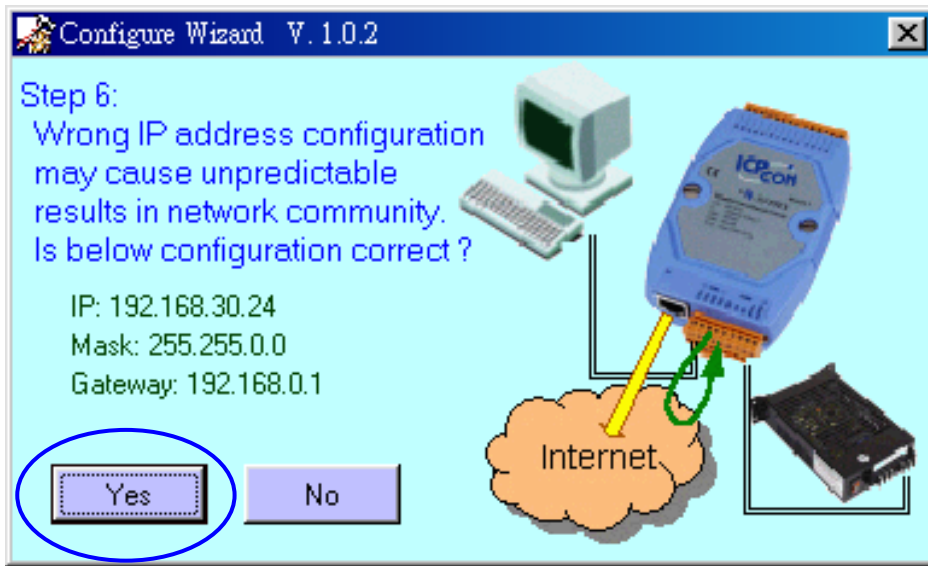 Configure Wizard V. 1.0.2
Step 6:
Wrong IP address configuration
may cause unpredictable
results in network community.
Is below configuration correct ?
IP: 192.168.30.24
Mask: 255.255.0.0
Gateway: 192.168.0.1
Yes
No
Internet
ICP
CON